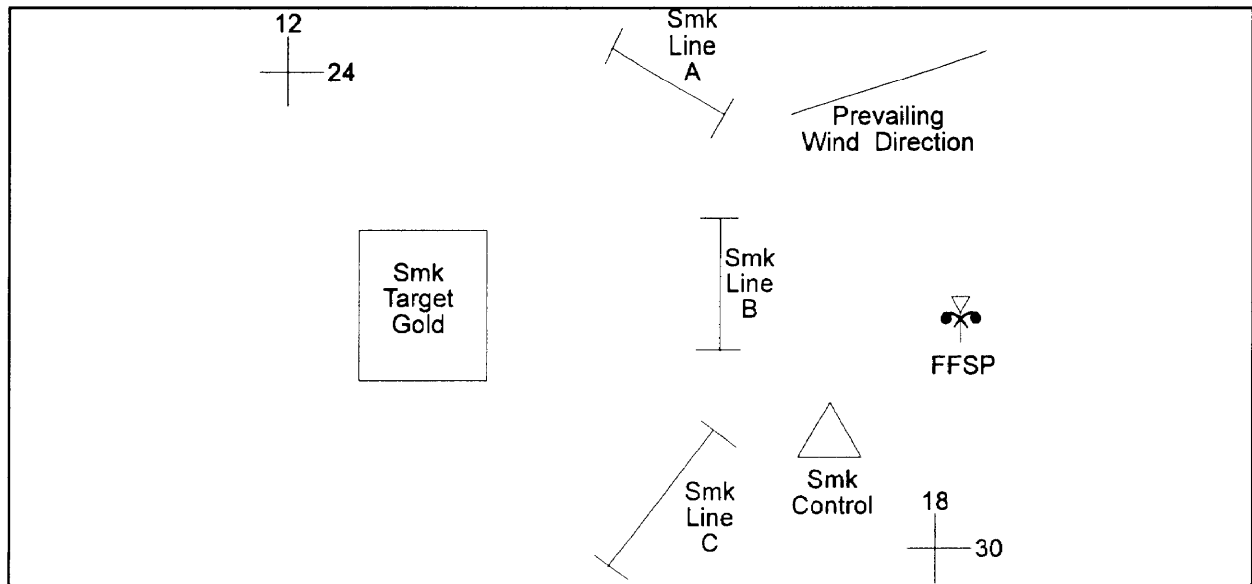 12
24
Smk
Line
A
Prevailing
Wind Direction
Smk
Target
Gold
Smk
Line
B
FFSP
Smk
Control
Smk
Line
C
18
30